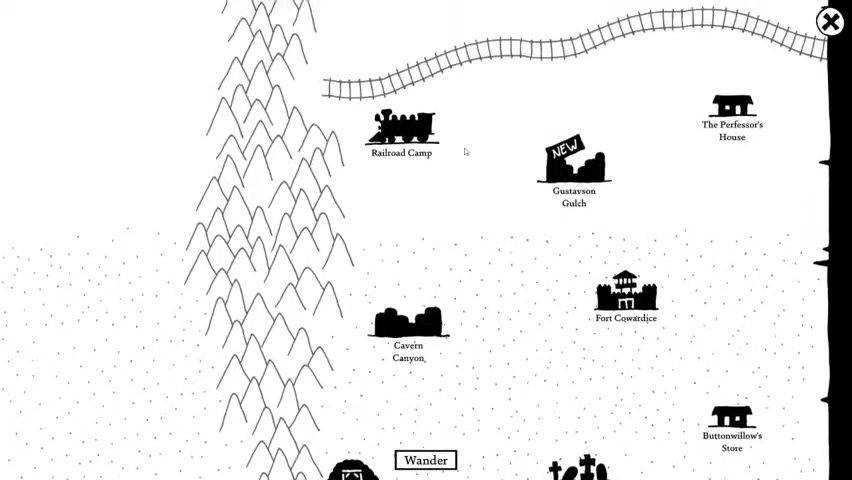 Railroad Camp
The Perfessor's
House
NEW
Gustavson
Gulch
Fort Cowardice
Cavern
Canyon
Buttonwillow's
Store
Wander